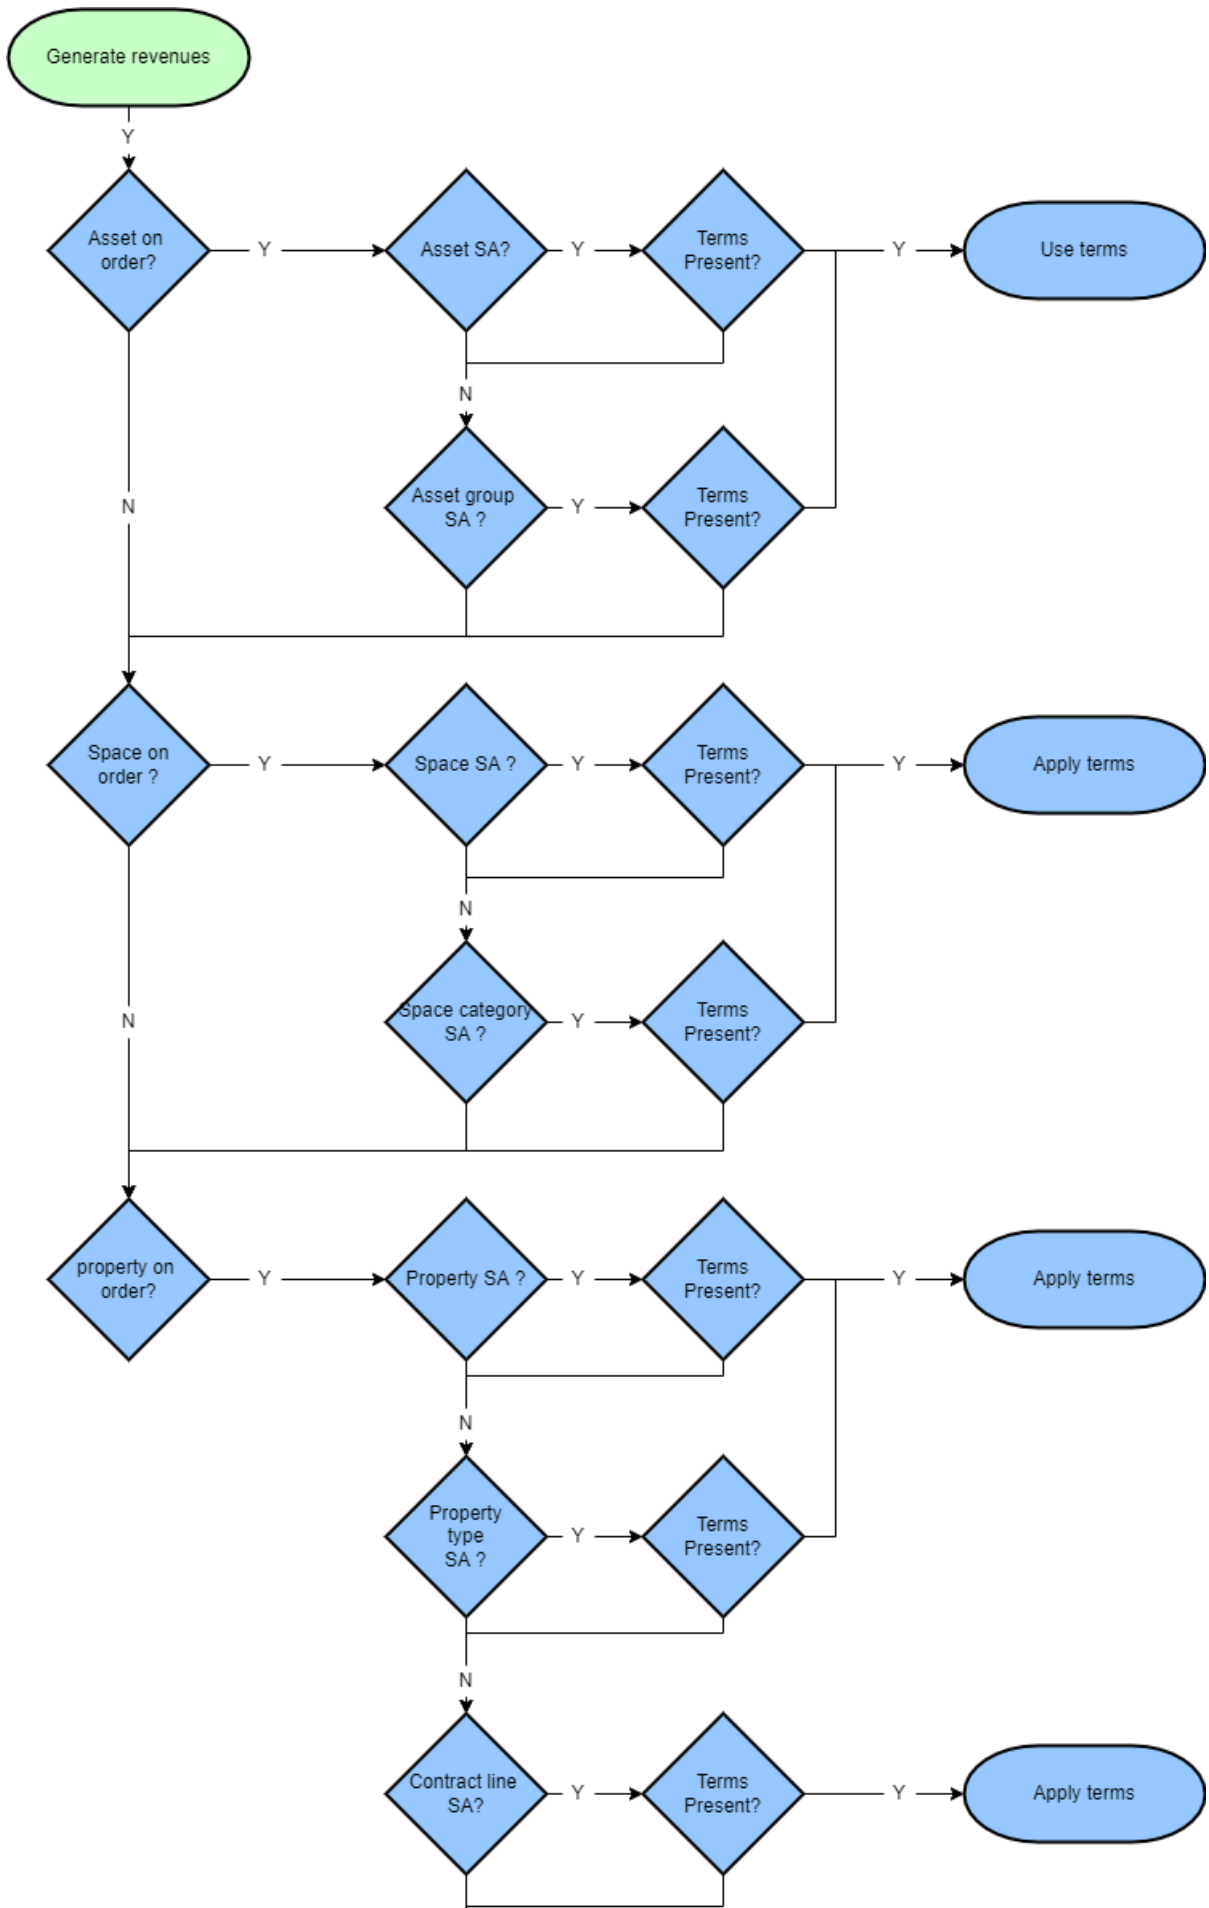 Generate revenues
Y
Asset on
order?
Y
Asset SA?
Y
Terms
Present?
Y
Use terms
N
N
Asset group
SA ?
Y
Terms
Present?
Space on
order ?
Y
Space SA ?
Y
Terms
Present?
Y
Apply terms
N
N
Space category
SA ?
Y
Terms
Present?
property on
order?
Y
Property SA ?
Y
Terms
Present?
Y
Apply terms
N
Property
type
SA ?
Y
Terms
Present?
N
Contract line
SA?
Y
Terms
Present?
Y
Apply terms